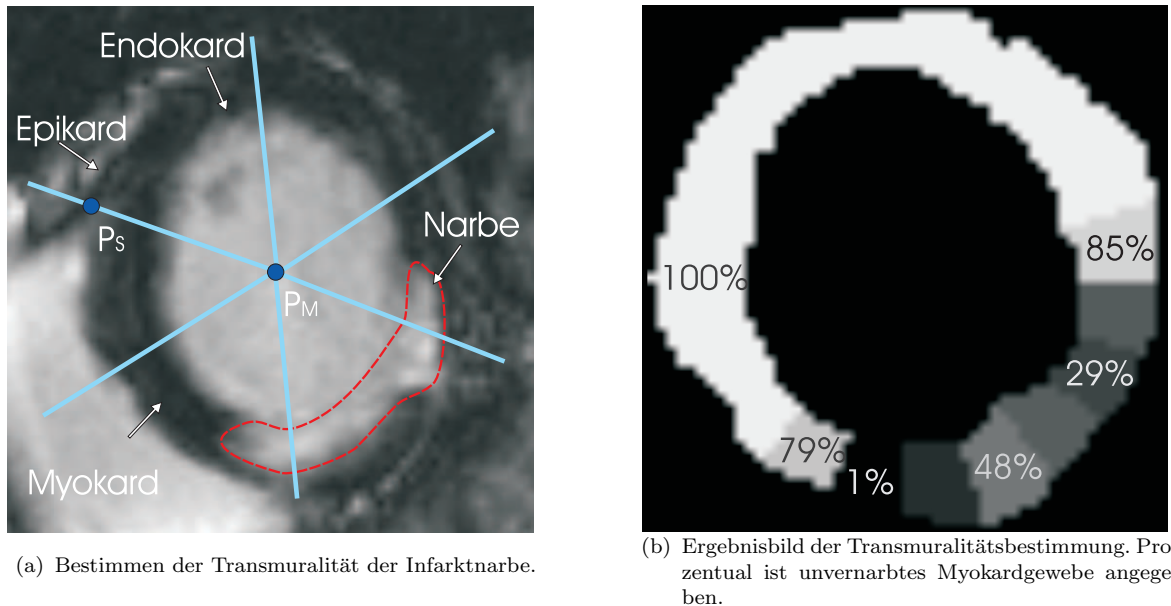 Endokard
Epikard
Narbe
PS
PM
Myokard
100%
85%
29%
79%
48%
1%
(a) Bestimmen der Transmuralität der Infarktnarbe.
(b) Ergebnisbild der Transmuralitätsbestimmung. Pro
zentual ist unvernarbtes Myokardgewebe angege
ben.